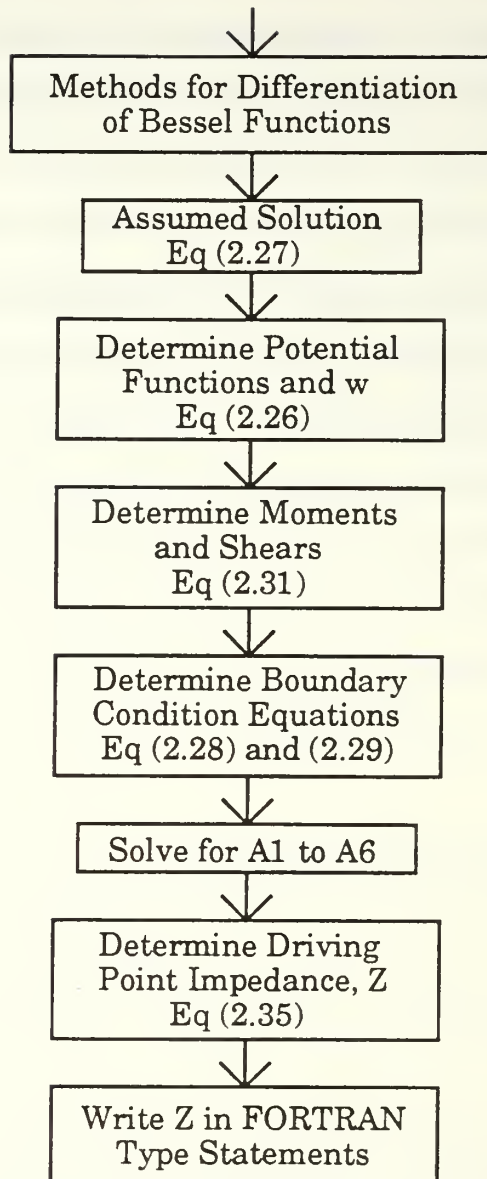 Methods for Differentiation
of Bessel Functions
Assumed Solution
Eq (2.27)
Determine Potential
Functions and w
Eq (2.26)
Determine Moments
and Shears
Eq (2.31)
Determine Boundary
Condition Equations
Eq (2.28) and (2.29)
Solve for A1 to A6
Determine Driving
Point Impedance, Z
Eq (2.35)
Write Z in FORTRAN
Type Statements